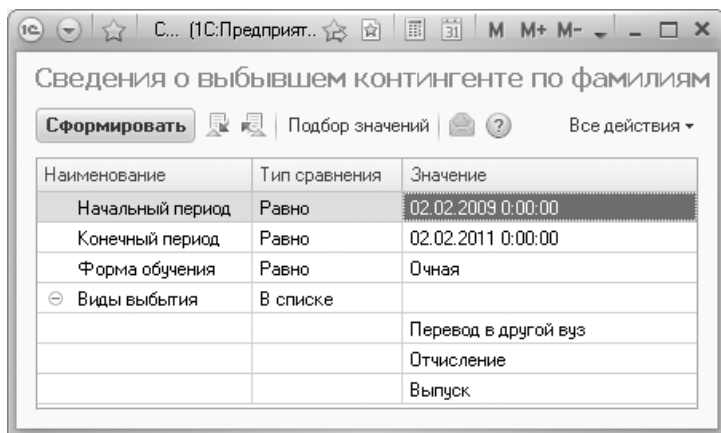 1С С... (1С:Предприят.. 31 M M+ M-
Сведения о выбывшем контингенте по фамилиям
Сформировать Подбор значений ? Все действия
Наименование Тип сравнения Значение
Начальный период Равно 02.02.2009 0:00:00
Конечный период Равно 02.02.2011 0:00:00
Форма обучения Равно Очная
Виды выбытия В списке
Перевод в другой вуз
Отчисление
Выпуск